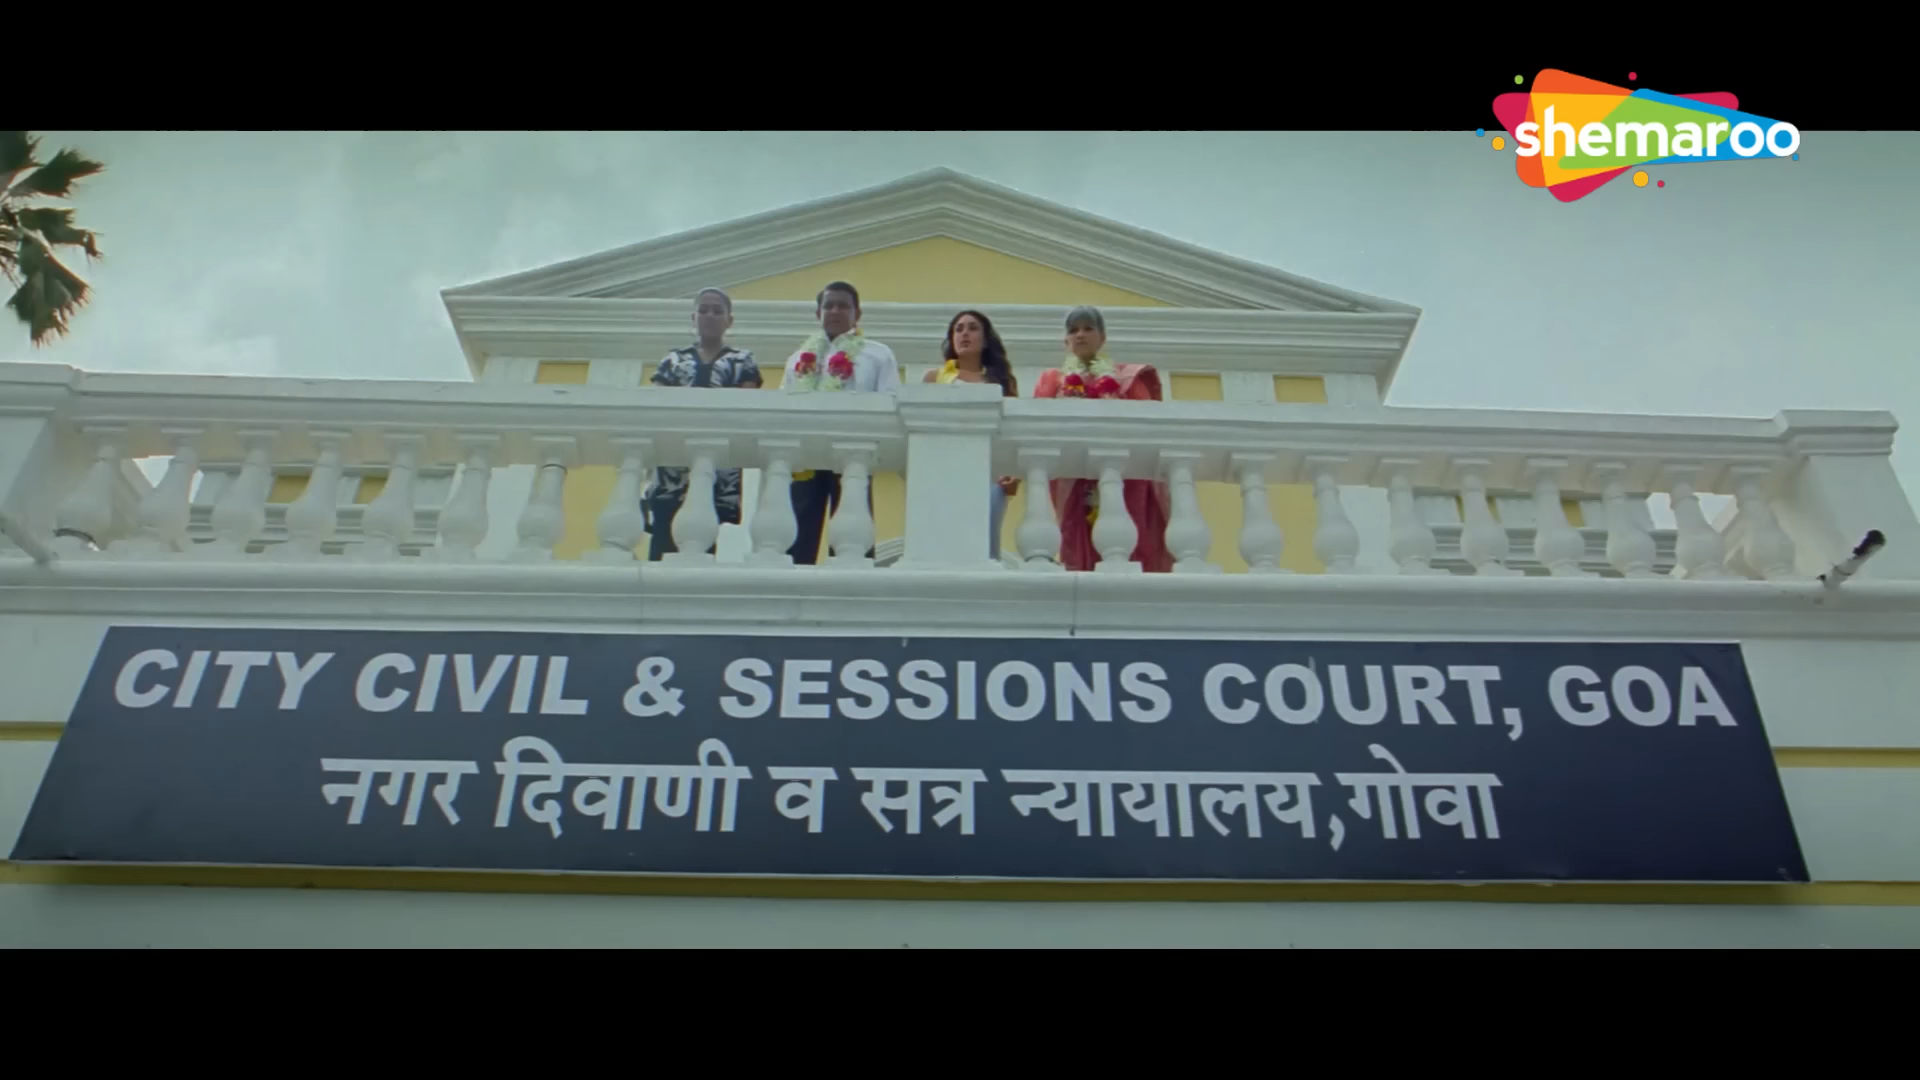 shemaroo
CITY CIVIL & SESSIONS COURT, GOA
नगर दिवाणी व सत्र न्यायालय,गोवा